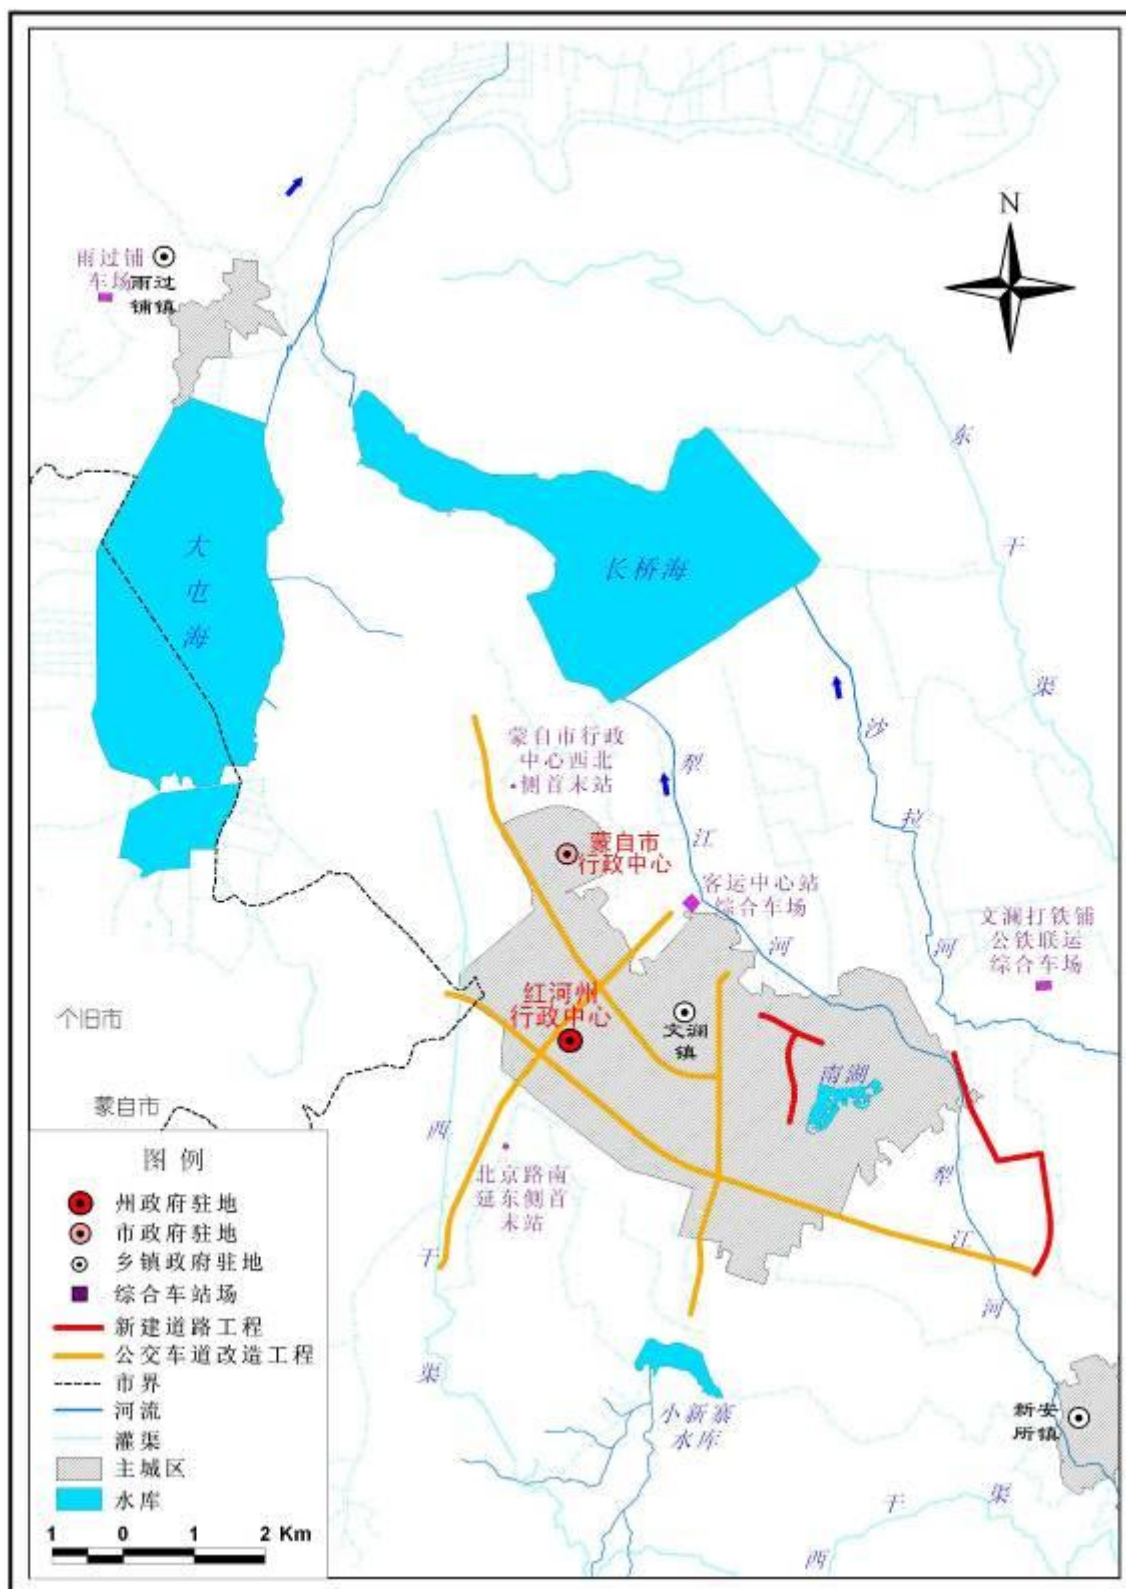 N
雨过铺
车场
雨过
铺镇
东
干
渠
大
屯
海
长桥海
沙
拉
河
蒙自市行政
中心西北
侧首末站
犁
江
河
蒙自市
行政中心
客运中心站
综合车场
文澜打铁铺
公铁联运
综合车场
红河州
行政中心
文澜
镇
个旧市
蒙自市
南湖
西
干
渠
北京路南
延东侧首
末站
犁
江
河
小新寨
水库
新安
所镇
干
渠
西
图例
州政府驻地
市政府驻地
乡镇政府驻地
综合车站场
新建道路工程
公交车道改造工程
市界
河流
灌渠
主城区
水库
1 0 1 2 Km